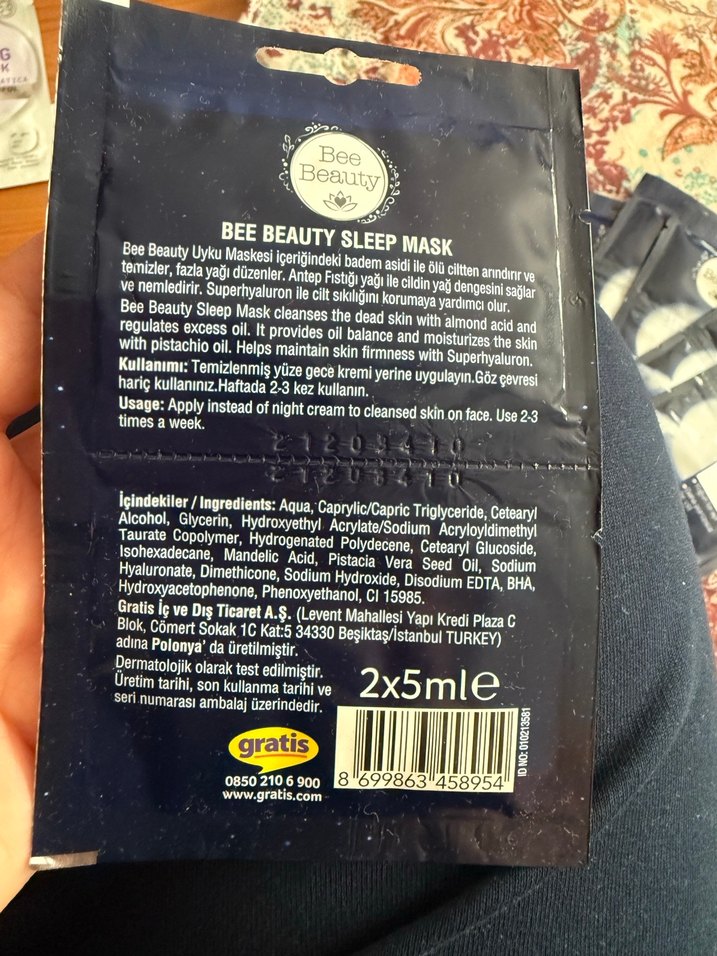 Bee
Beauty
BEE BEAUTY SLEEP MASK
Bee Beauty Uyku Maskesi içeriğindeki badem asidi ile ölü ciltten arındırır ve
temizler, fazla yağı düzenler. Antep Fıstığı yağı ile cildin yağ dengesini sağlar
ve nemledirir. Superhyaluron ile cilt sıkılığını korumaya yardımcı olur.
Bee Beauty Sleep Mask cleanses the dead skin with almond acid and
regulates excess oil. It provides oil balance and moisturizes the skin
with pistachio oil. Helps maintain skin firmness with Superhyaluron.
Kullanımı: Temizlenmiş yüze gece kremi yerine uygulayın.Göz çevresi
hariç kullanınız.Haftada 2-3 kez kullanın.
Usage: Apply instead of night cream to cleansed skin on face. Use 2-3
times a week.
21203410
21203410
İçindekiler / Ingredients: Aqua, Caprylic/Capric Triglyceride, Cetearyl
Alcohol, Glycerin, Hydroxyethyl Acrylate/Sodium Acryloyldimethyl
Taurate Copolymer, Hydrogenated Polydecene, Cetearyl Glucoside,
Isohexadecane, Mandelic Acid, Pistacia Vera Seed Oil, Sodium
Hyaluronate, Dimethicone, Sodium Hydroxide, Disodium EDTA, BHA,
Hydroxyacetophenone, Phenoxyethanol, CI 15985.
Gratis İç ve Dış Ticaret A.Ş. (Levent Mahallesi Yapı Kredi Plaza C
Blok, Cömert Sokak 1C Kat:5 34330 Beşiktaş/İstanbul TURKEY)
adına Polonya' da üretilmiştir.
Dermatolojik olarak test edilmiştir.
Üretim tarihi, son kullanma tarihi ve
seri numarası ambalaj üzerindedir.
2x5ml℮
gratis
0850 210 6 900
www.gratis.com
8 699863 458954
ID NO: 010213581